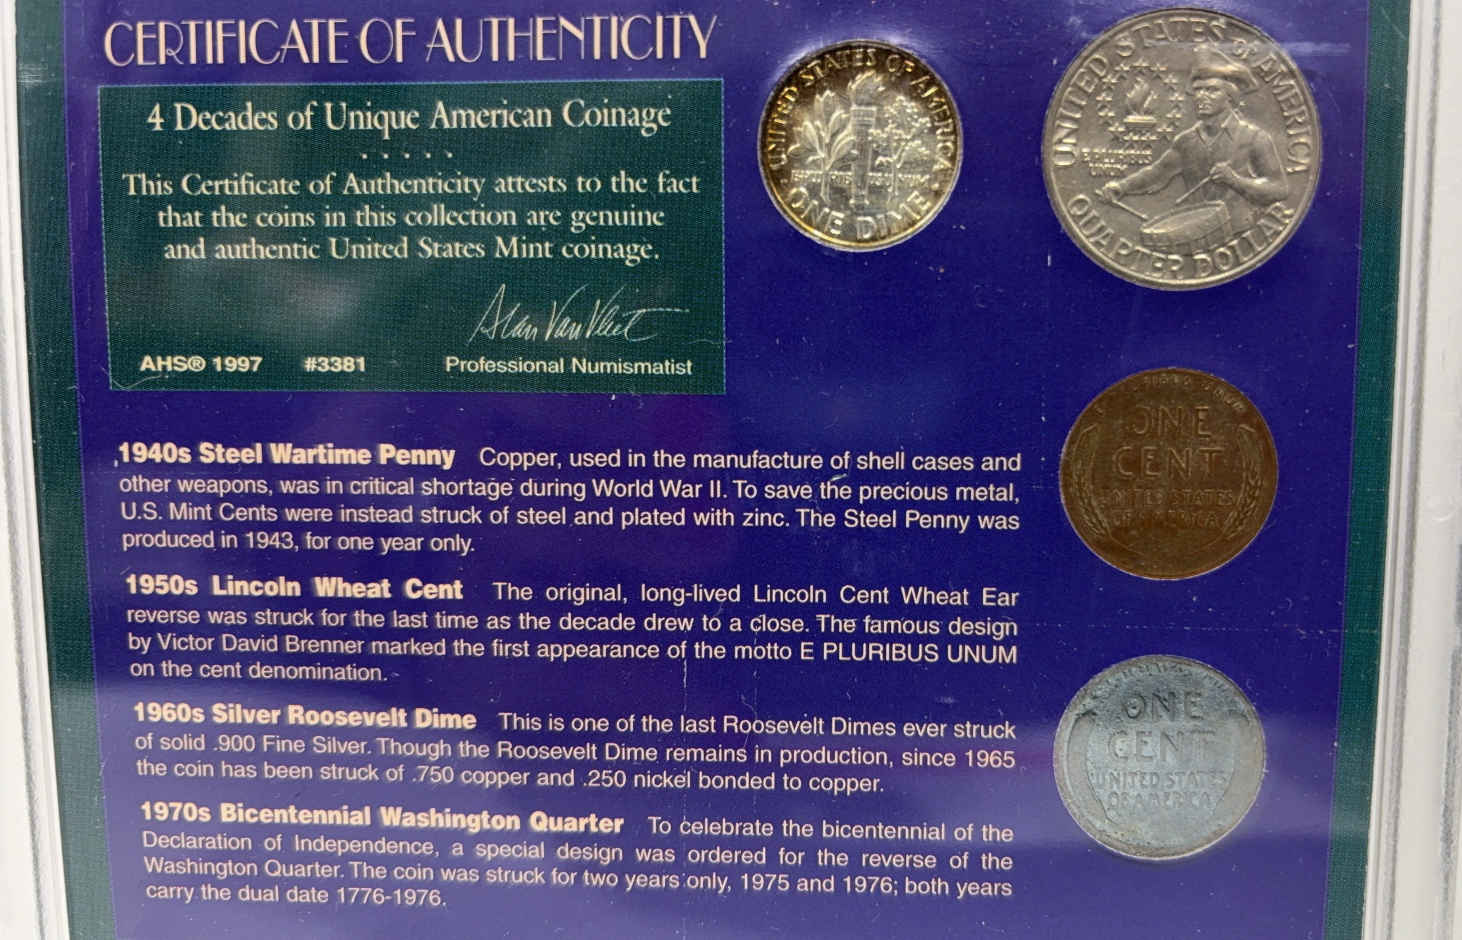 CERTIFICATE OF AUTHENTICITY
4 Decades of Unique American Coinage
This Certificate of Authenticity attests to the fact
that the coins in this collection are genuine
and authentic United States Mint coinage.
Alan Van Vliet
AHS® 1997 #3381 Professional Numismatist
1940s Steel Wartime Penny Copper, used in the manufacture of shell cases and
other weapons, was in critical shortage during World War II. To save the precious metal,
U.S. Mint Cents were instead struck of steel and plated with zinc. The Steel Penny was
produced in 1943, for one year only.
1950s Lincoln Wheat Cent The original, long-lived Lincoln Cent Wheat Ear
reverse was struck for the last time as the decade drew to a close. The famous design
by Victor David Brenner marked the first appearance of the motto E PLURIBUS UNUM
on the cent denomination.
1960s Silver Roosevelt Dime This is one of the last Roosevelt Dimes ever struck
of solid .900 Fine Silver. Though the Roosevelt Dime remains in production, since 1965
the coin has been struck of .750 copper and .250 nickel bonded to copper.
1970s Bicentennial Washington Quarter To celebrate the bicentennial of the
Declaration of Independence, a special design was ordered for the reverse of the
Washington Quarter. The coin was struck for two years only, 1975 and 1976; both years
carry the dual date 1776-1976.
UNITED STATES OF AMERICA
ONE DIME
UNITED STATES OF AMERICA
E PLURIBUS
UNUM
QUARTER DOLLAR
ONE
CENT
UNITED STATES
OF AMERICA
ONE
CENT
UNITED STATES
OF AMERICA